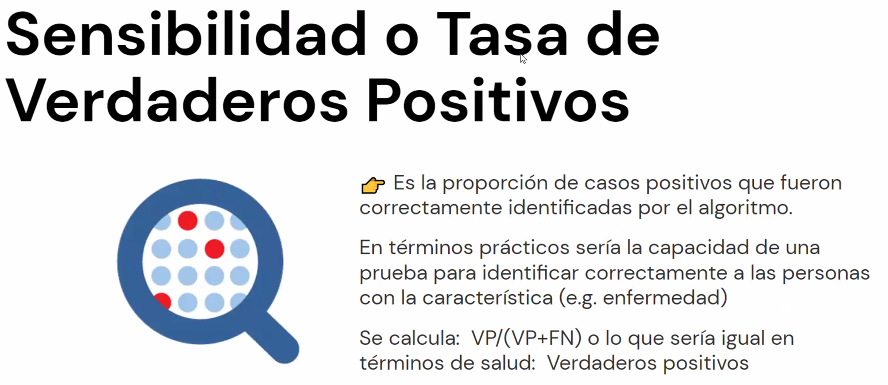 Sensibilidad o Tasa de
Verdaderos Positivos
👉 Es la proporción de casos positivos que fueron
correctamente identificadas por el algoritmo.
En términos prácticos sería la capacidad de una
prueba para identificar correctamente a las personas
con la característica (e.g. enfermedad)
Se calcula: VP/(VP+FN) o lo que sería igual en
términos de salud: Verdaderos positivos